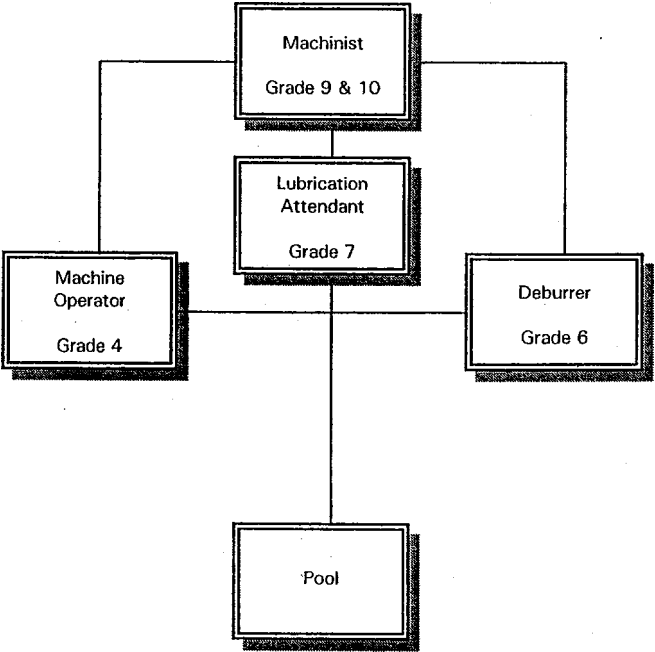 Machinist
Grade 9 & 10
Lubrication
Attendant
Grade 7
Machine
Operator
Grade 4
Deburrer
Grade 6
Pool